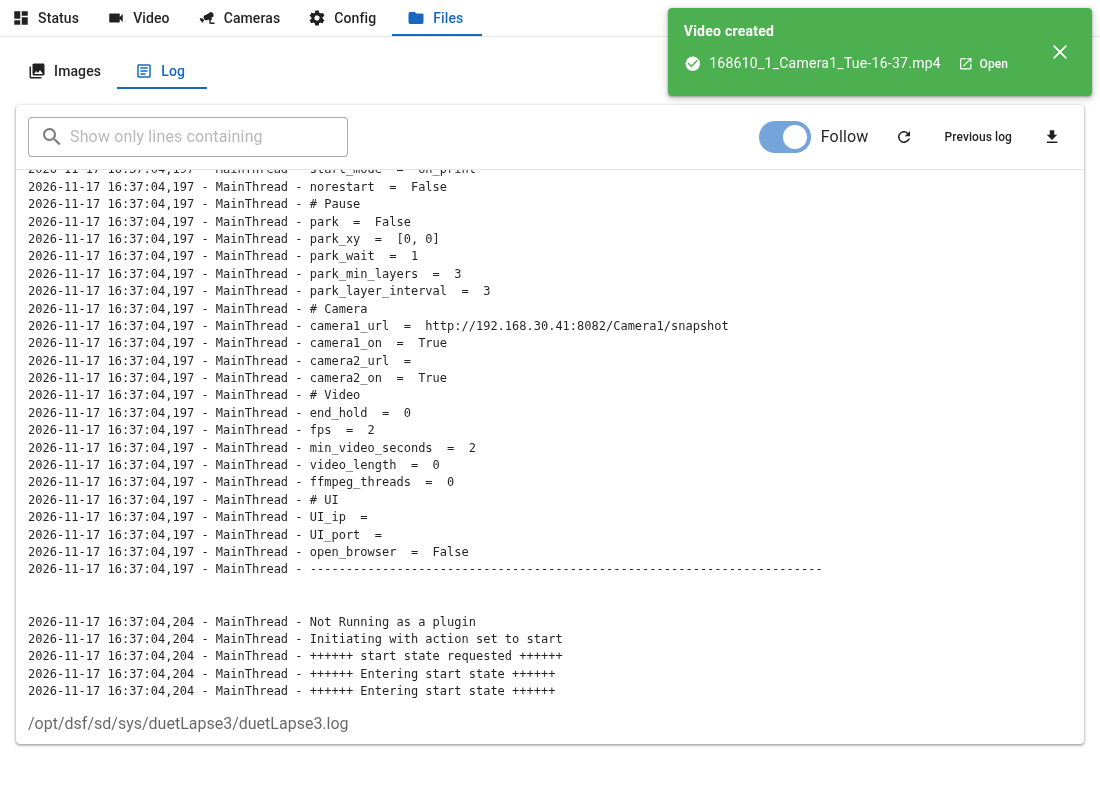 Status
Video
Cameras
Config
Files
Video created
168610_1_Camera1_Tue-16-37.mp4
Open
Images
Log
Show only lines containing
Follow
Previous log
2026-11-17 16:37:04,197 - MainThread - start_mode  =  on_print
2026-11-17 16:37:04,197 - MainThread - norestart  =  False
2026-11-17 16:37:04,197 - MainThread - # Pause
2026-11-17 16:37:04,197 - MainThread - park  =  False
2026-11-17 16:37:04,197 - MainThread - park_xy  =  [0, 0]
2026-11-17 16:37:04,197 - MainThread - park_wait  =  1
2026-11-17 16:37:04,197 - MainThread - park_min_layers  =  3
2026-11-17 16:37:04,197 - MainThread - park_layer_interval  =  3
2026-11-17 16:37:04,197 - MainThread - # Camera
2026-11-17 16:37:04,197 - MainThread - camera1_url  =  http://192.168.30.41:8082/Camera1/snapshot
2026-11-17 16:37:04,197 - MainThread - camera1_on  =  True
2026-11-17 16:37:04,197 - MainThread - camera2_url  =
2026-11-17 16:37:04,197 - MainThread - camera2_on  =  True
2026-11-17 16:37:04,197 - MainThread - # Video
2026-11-17 16:37:04,197 - MainThread - end_hold  =  0
2026-11-17 16:37:04,197 - MainThread - fps  =  2
2026-11-17 16:37:04,197 - MainThread - min_video_seconds  =  2
2026-11-17 16:37:04,197 - MainThread - video_length  =  0
2026-11-17 16:37:04,197 - MainThread - ffmpeg_threads  =  0
2026-11-17 16:37:04,197 - MainThread - # UI
2026-11-17 16:37:04,197 - MainThread - UI_ip  =
2026-11-17 16:37:04,197 - MainThread - UI_port  =
2026-11-17 16:37:04,197 - MainThread - open_browser  =  False
2026-11-17 16:37:04,197 - MainThread - -----------------------------------------------------------------------
2026-11-17 16:37:04,204 - MainThread - Not Running as a plugin
2026-11-17 16:37:04,204 - MainThread - Initiating with action set to start
2026-11-17 16:37:04,204 - MainThread - ++++++ start state requested ++++++
2026-11-17 16:37:04,204 - MainThread - ++++++ Entering start state ++++++
2026-11-17 16:37:04,204 - MainThread - ++++++ Entering start state ++++++
/opt/dsf/sd/sys/duetLapse3/duetLapse3.log